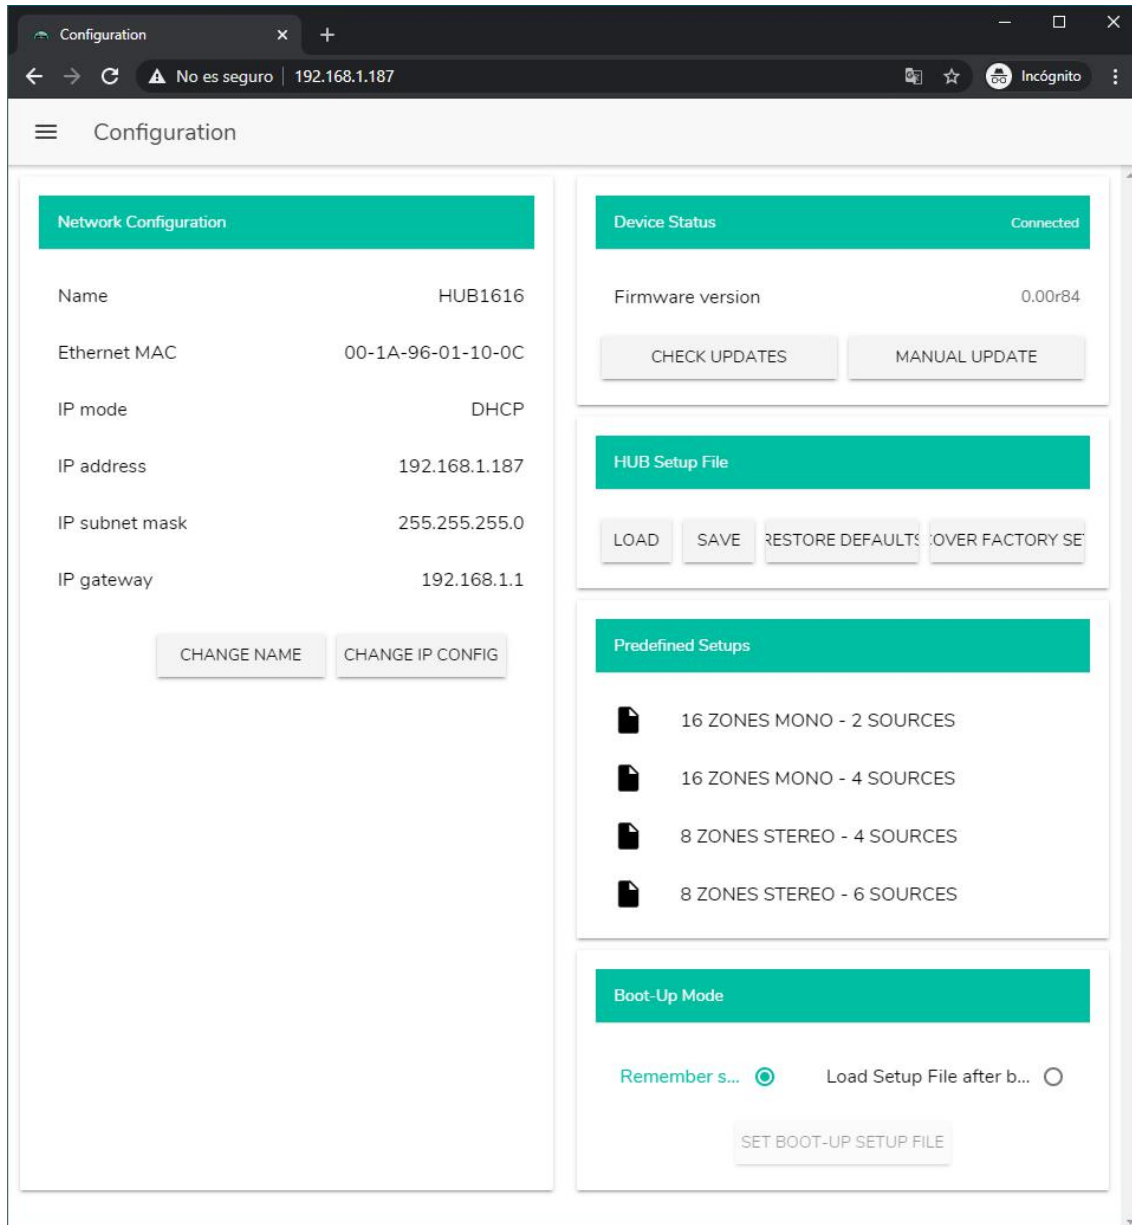 Configuration
No es seguro | 192.168.1.187
Incógnito
Configuration
Network Configuration
Name HUB1616
Ethernet MAC 00-1A-96-01-10-0C
IP mode DHCP
IP address 192.168.1.187
IP subnet mask 255.255.255.0
IP gateway 192.168.1.1
CHANGE NAME CHANGE IP CONFIG
Device Status Connected
Firmware version 0.00r84
CHECK UPDATES MANUAL UPDATE
HUB Setup File
LOAD SAVE RESTORE DEFAULTS COVER FACTORY SE
Predefined Setups
16 ZONES MONO - 2 SOURCES
16 ZONES MONO - 4 SOURCES
8 ZONES STEREO - 4 SOURCES
8 ZONES STEREO - 6 SOURCES
Boot-Up Mode
Remember s... Load Setup File after b...
SET BOOT-UP SETUP FILE